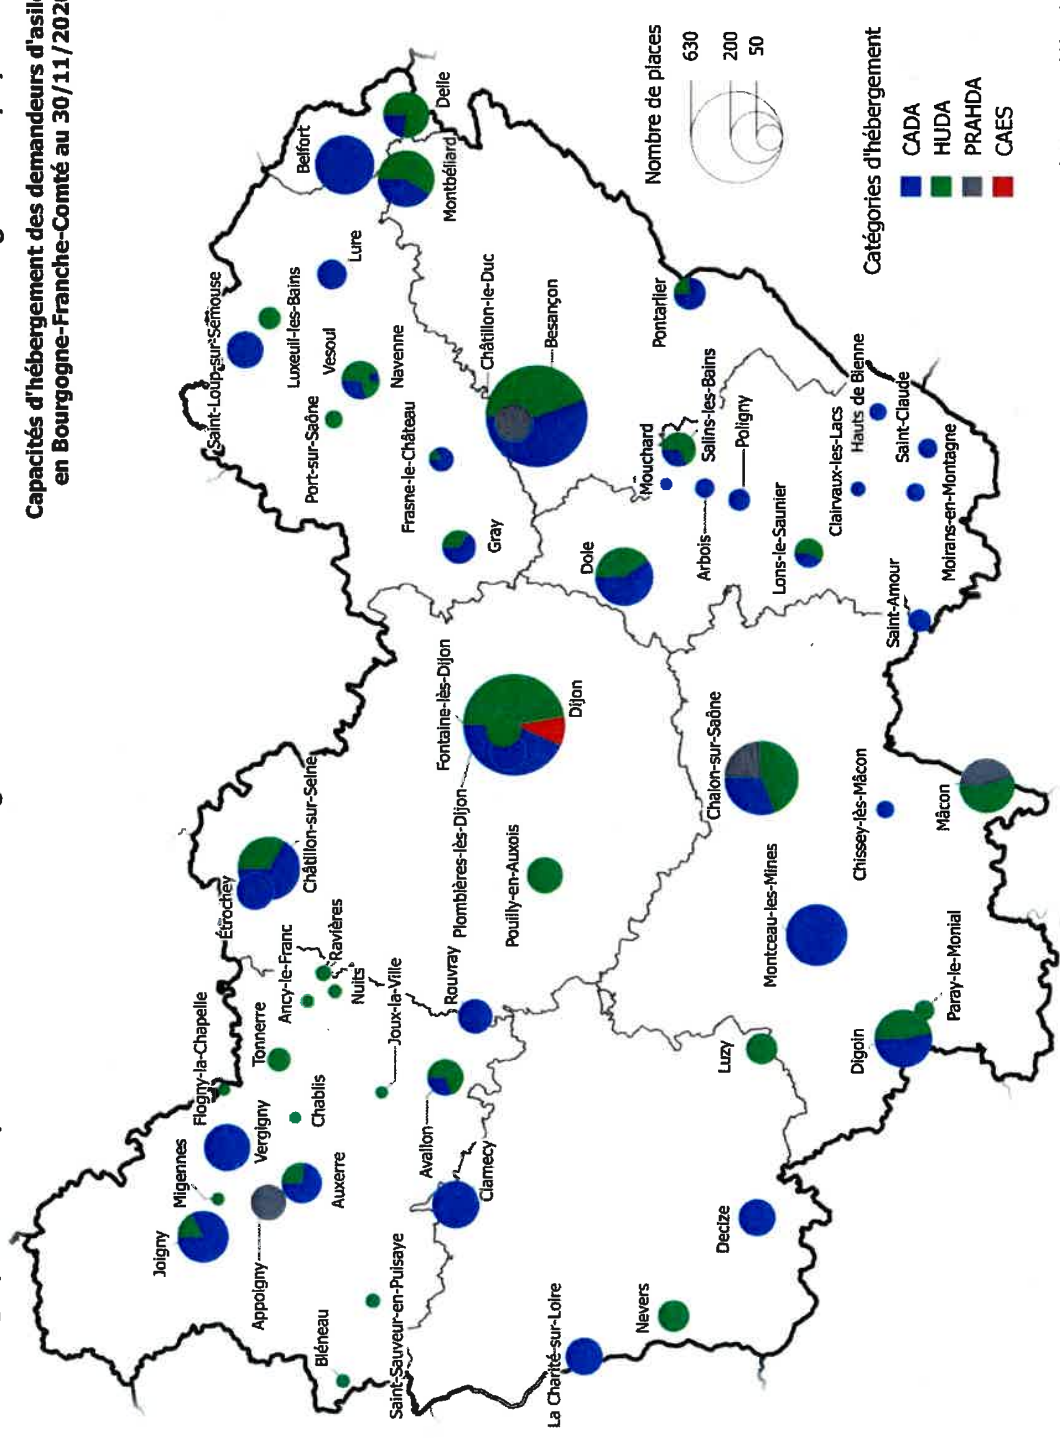 Capacités d'hébergement des demandeurs d'asile
en Bourgogne-Franche-Comté au 30/11/2020
Belfort
Delle
Montbéliard
Lure
Saint-Loup-sur-Semouse
Luxeuil-les-Bains
Vesoul
Navenne
Port-sur-Saône
Frasne-le-Château
Gray
Châtillon-le-Duc
Besançon
Pontarlier
Mouchard
Salins-les-Bains
Arbois
Poligny
Dole
Lons-le-Saunier
Clairvaux-les-Lacs
Hauts de Bienne
Saint-Claude
Moirans-en-Montagne
Saint-Amour
Fontaine-lès-Dijon
Dijon
Plombières-lès-Dijon
Pouilly-en-Auxois
Châtillon-sur-Seine
Étrochey
Rouvray
Ravières
Nuits
Ancy-le-Franc
Tonnerre
Flogny-la-Chapelle
Chablis
Joux-la-Ville
Vergigny
Migennes
Joigny
Appoigny
Auxerre
Avallon
Clamecy
Bléneau
Saint-Sauveur-en-Puisaye
La Charité-sur-Loire
Nevers
Decize
Luzy
Chalon-sur-Saône
Chissey-lès-Mâcon
Mâcon
Montceau-les-Mines
Digoin
Paray-le-Monial
Nombre de places
630
200
50
Catégories d'hébergement
CADA
HUDA
PRAHDA
CAES